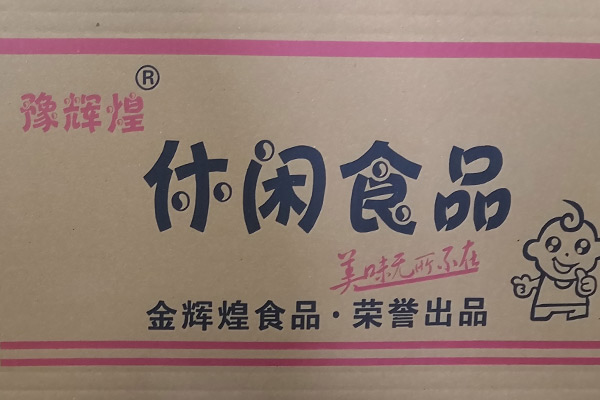 豫辉煌®
休闲食品
美味无所不在
金辉煌食品·荣誉出品